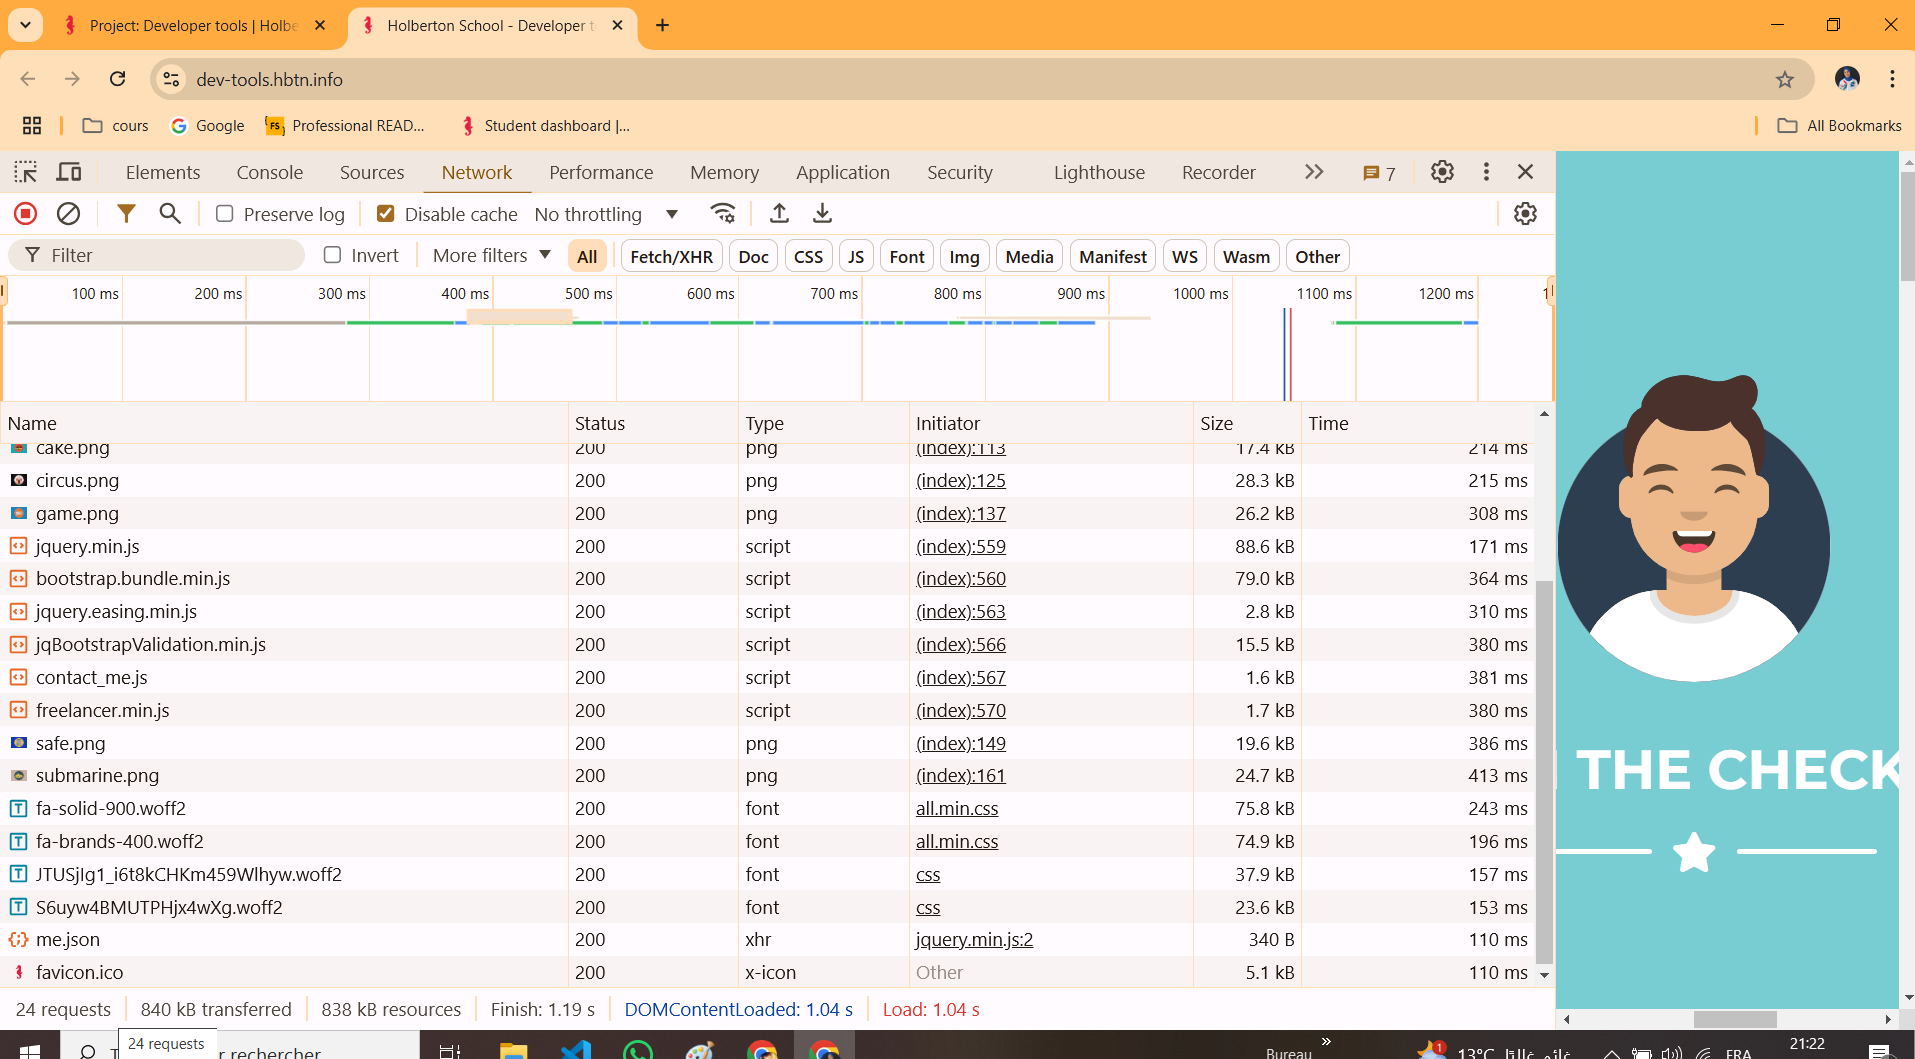 Project: Developer tools | Holbe
Holberton School - Developer t
dev-tools.hbtn.info
cours
Google
Professional READ...
Student dashboard |...
All Bookmarks
Elements Console Sources Network Performance Memory Application Security Lighthouse Recorder 7
Preserve log Disable cache No throttling
Filter Invert More filters All Fetch/XHR Doc CSS JS Font Img Media Manifest WS Wasm Other
100 ms 200 ms 300 ms 400 ms 500 ms 600 ms 700 ms 800 ms 900 ms 1000 ms 1100 ms 1200 ms 1
Name Status Type Initiator Size Time
cake.png 200 png (index):113 17.4 kB 214 ms
circus.png 200 png (index):125 28.3 kB 215 ms
game.png 200 png (index):137 26.2 kB 308 ms
jquery.min.js 200 script (index):559 88.6 kB 171 ms
bootstrap.bundle.min.js 200 script (index):560 79.0 kB 364 ms
jquery.easing.min.js 200 script (index):563 2.8 kB 310 ms
jqBootstrapValidation.min.js 200 script (index):566 15.5 kB 380 ms
contact_me.js 200 script (index):567 1.6 kB 381 ms
freelancer.min.js 200 script (index):570 1.7 kB 380 ms
safe.png 200 png (index):149 19.6 kB 386 ms
submarine.png 200 png (index):161 24.7 kB 413 ms
fa-solid-900.woff2 200 font all.min.css 75.8 kB 243 ms
fa-brands-400.woff2 200 font all.min.css 74.9 kB 196 ms
JTUSjIg1_i6t8kCHKm459Wlhyw.woff2 200 font css 37.9 kB 157 ms
S6uyw4BMUTPHjx4wXg.woff2 200 font css 23.6 kB 153 ms
me.json 200 xhr jquery.min.js:2 340 B 110 ms
favicon.ico 200 x-icon Other 5.1 kB 110 ms
THE CHECK
24 requests 840 kB transferred 838 kB resources Finish: 1.19 s DOMContentLoaded: 1.04 s Load: 1.04 s
24 requests
r rechercher
Bureau
1
13°C
FRA
21:22